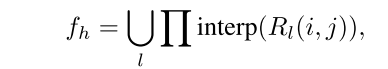 f_h = ⋃_l ∏ interp(R_l(i, j)),